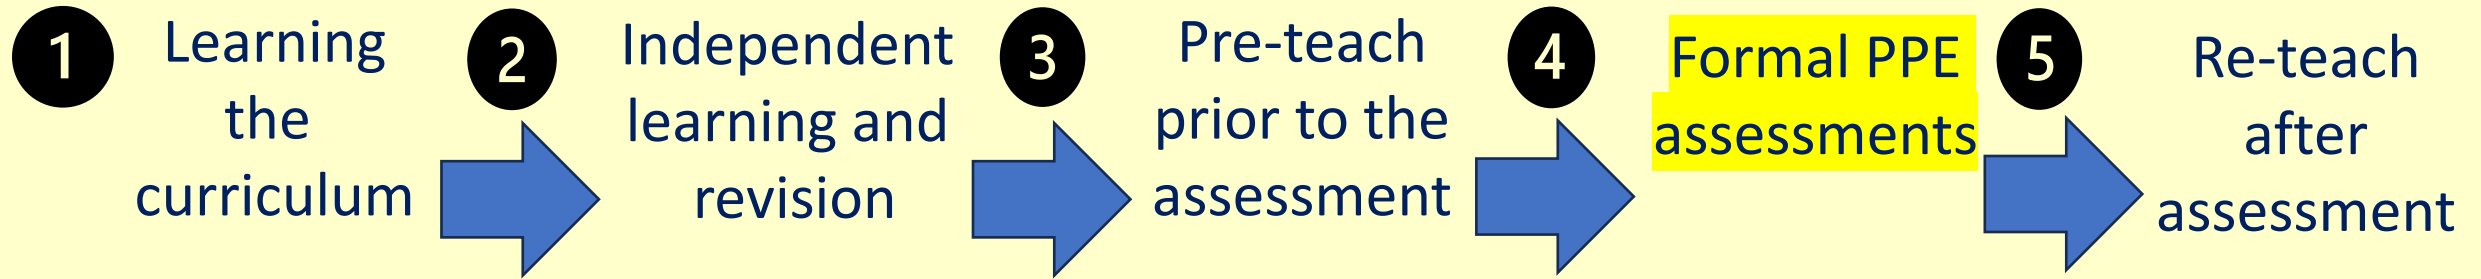 1
Learning
the
curriculum
2
Independent
learning and
revision
3
Pre-teach
prior to the
assessment
4
Formal PPE
assessments
5
Re-teach
after
assessment